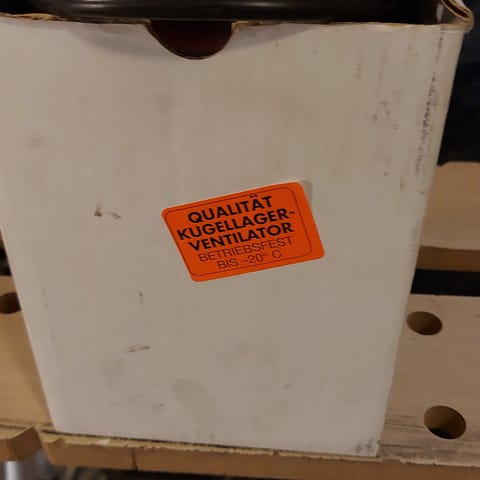 QUALITÄT
KUGELLAGER-
VENTILATOR
BETRIEBSFEST
BIS -20° C